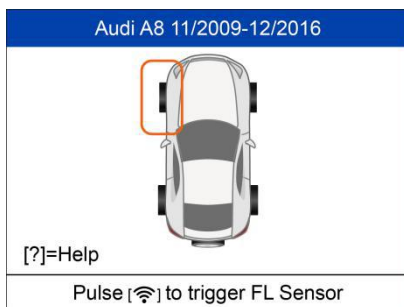 Audi A8 11/2009-12/2016
[?]=Help
Pulse [] to trigger FL Sensor